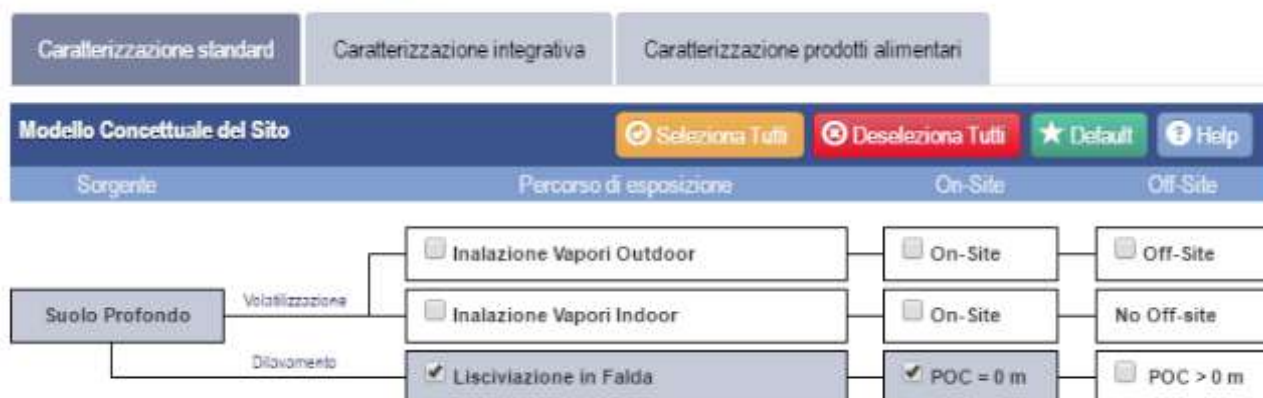 Caratterizzazione standard Caratterizzazione integrativa Caratterizzazione prodotti alimentari
Modello Concettuale del Sito Seleziona Tutti Deseleziona Tutti Default Help
Sorgente Percorso di esposizione On-Site Off-Site
Inalazione Vapori Outdoor On-Site Off-Site
Volatilizzazione
Suolo Profondo Inalazione Vapori Indoor On-Site No Off-site
Dilavamento
Lisciviazione in Falda POC = 0 m POC > 0 m